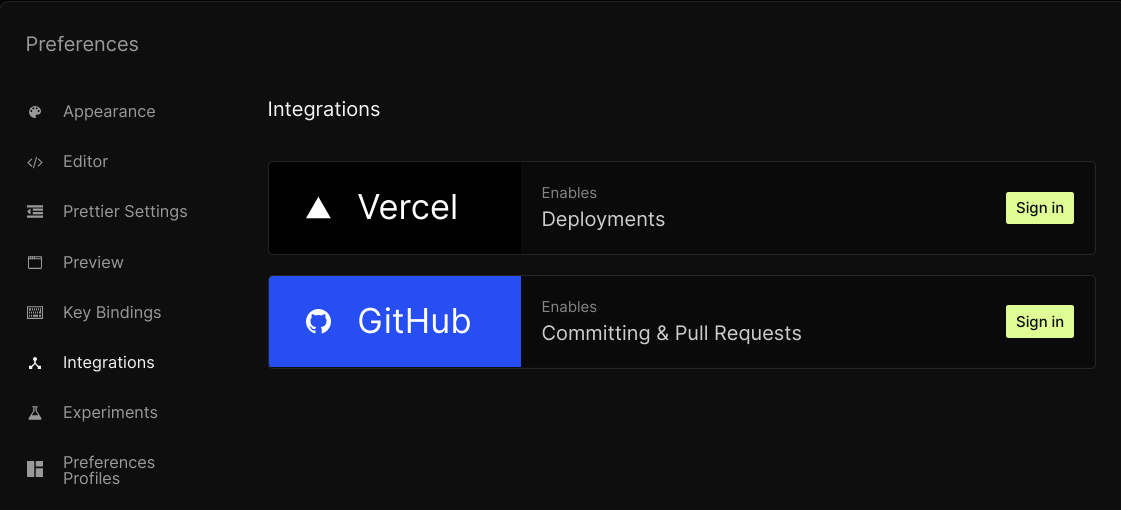 Preferences
Appearance
Editor
Prettier Settings
Preview
Key Bindings
Integrations
Experiments
Preferences
Profiles
Integrations
Vercel
Enables
Deployments
Sign in
GitHub
Enables
Committing & Pull Requests
Sign in